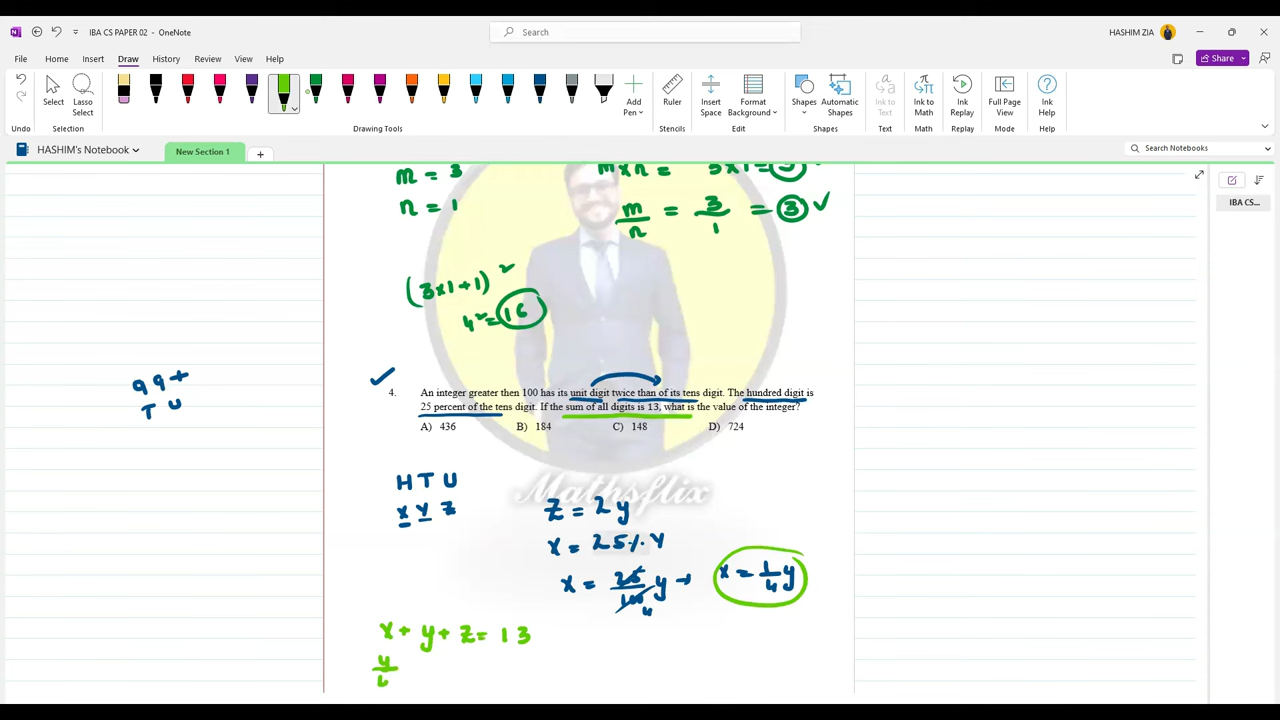 IBA CS PAPER 02 - OneNote
Search
HASHIM ZIA
File Home Insert Draw History Review View Help
Share
Undo
Select
Lasso Select
Selection
Drawing Tools
Add Pen
Ruler
Stencils
Insert Space
Format Background
Edit
Shapes
Automatic Shapes
Shapes
Ink to Text
Text
Ink to Math
Math
Ink Replay
Replay
Full Page View
Mode
Ink Help
Help
HASHIM's Notebook
New Section 1
+
Search Notebooks
IBA CS...
m = 3
n = 1
m/n = 3/1 = 3 ✓
(3x1+1)²
4² = 16
99+
T U
✓
4. An integer greater then 100 has its unit digit twice than of its tens digit. The hundred digit is
25 percent of the tens digit. If the sum of all digits is 13, what is the value of the integer?
A) 436 B) 184 C) 148 D) 724
Mathsflix
H T U
x y z
z = 2y
x = 25% y
x = 25/100 y →
4
x = 1/4 y
x + y + z = 13